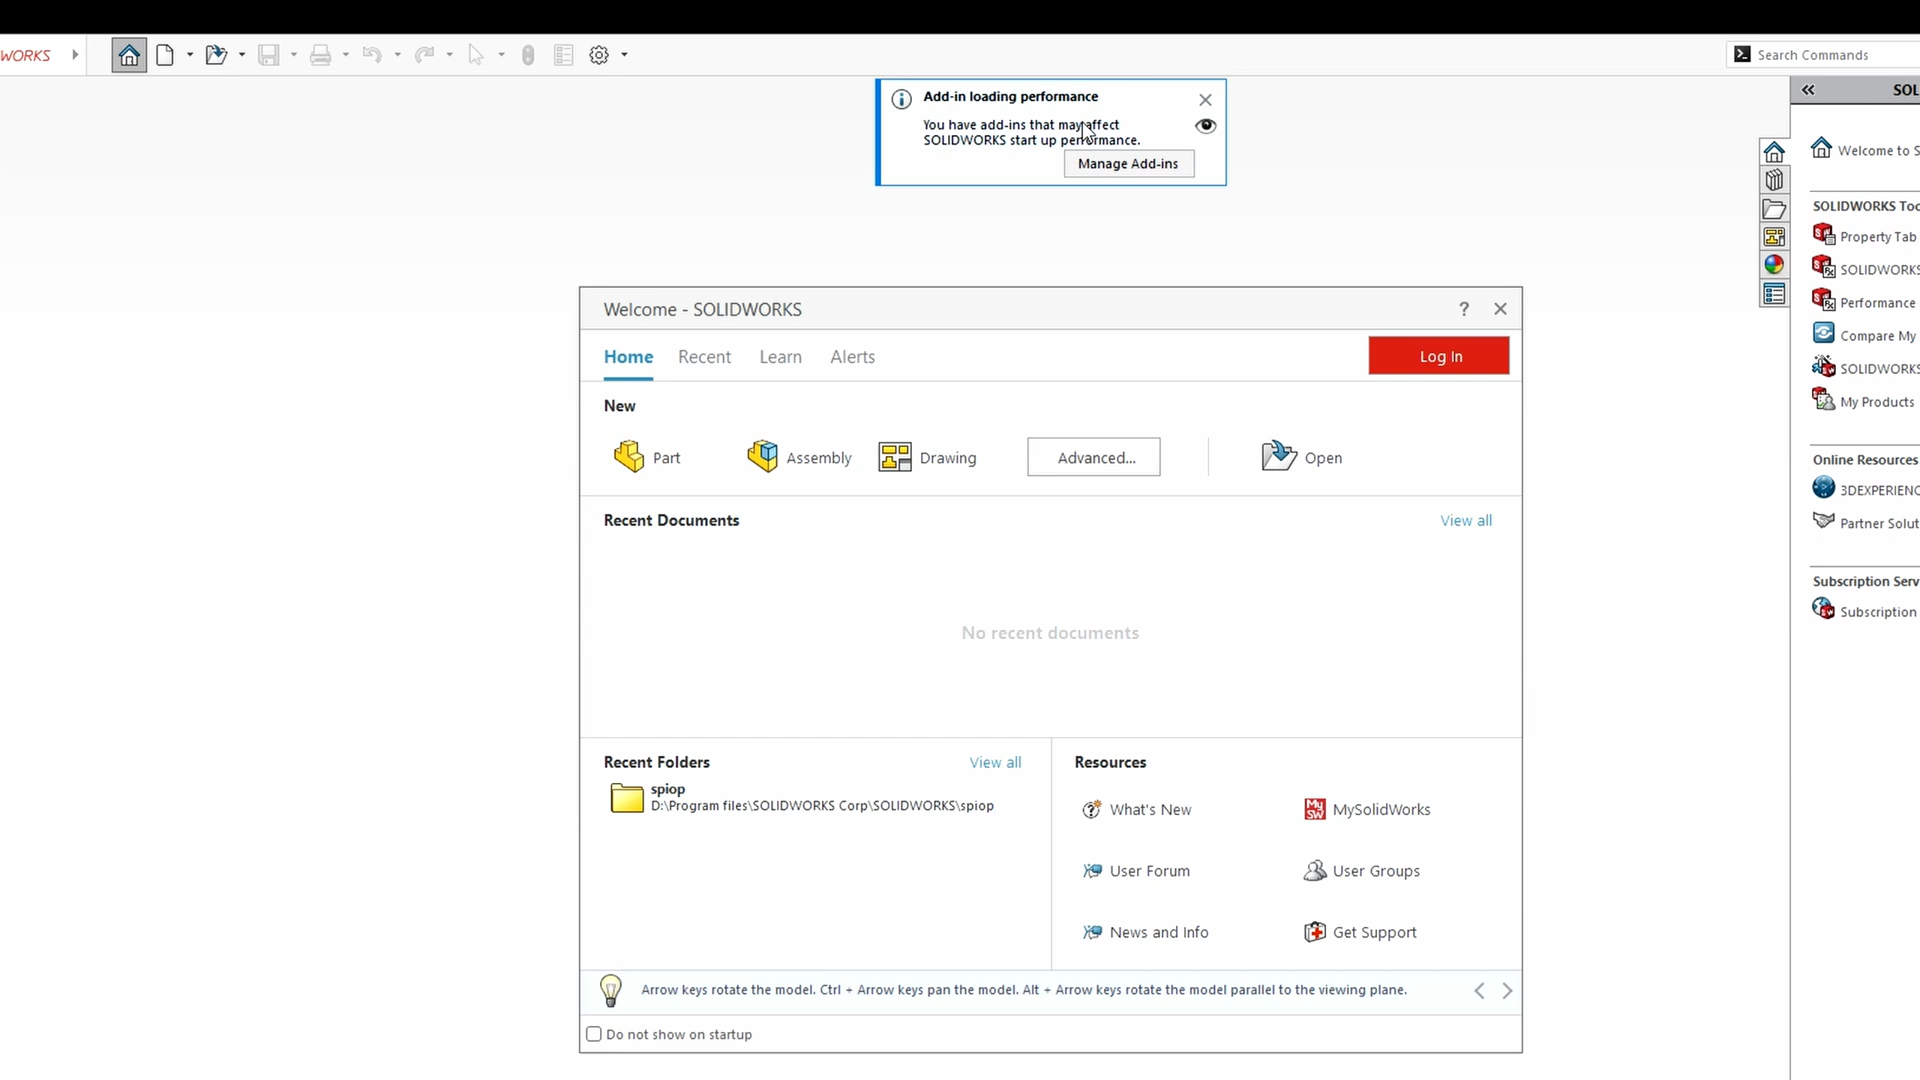 WORKS
Search Commands
Add-in loading performance
You have add-ins that may affect
SOLIDWORKS start up performance.
Manage Add-ins
Welcome - SOLIDWORKS
?
Home
Recent
Learn
Alerts
Log In
New
Part
Assembly
Drawing
Advanced...
Open
Recent Documents
View all
No recent documents
Recent Folders
View all
spiop
D:\Program files\SOLIDWORKS Corp\SOLIDWORKS\spiop
Resources
What's New
MySolidWorks
User Forum
User Groups
News and Info
Get Support
Arrow keys rotate the model. Ctrl + Arrow keys pan the model. Alt + Arrow keys rotate the model parallel to the viewing plane.
Do not show on startup
SOL
Welcome to S
SOLIDWORKS Too
Property Tab
SOLIDWORKS
Performance
Compare My
SOLIDWORKS
My Products
Online Resources
3DEXPERIENC
Partner Solut
Subscription Serv
Subscription